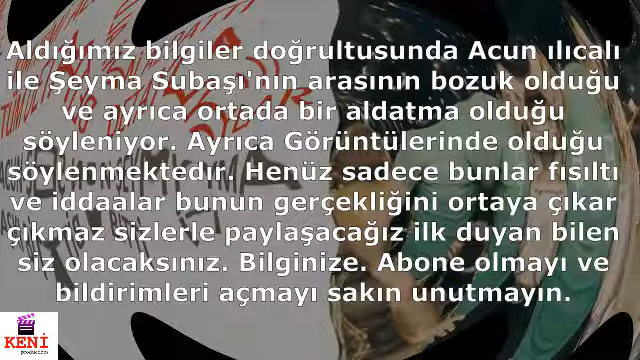 Aldığımız bilgiler doğrultusunda Acun ılıcalı
ile Şeyma Subaşı'nın arasının bozuk olduğu
ve ayrıca ortada bir aldatma olduğu
söyleniyor. Ayrıca Görüntülerinde olduğu
söylenmektedir. Henüz sadece bunlar fısıltı
ve iddaalar bunun gerçekliğini ortaya çıkar
çıkmaz sizlerle paylaşacağız ilk duyan bilen
siz olacaksınız. Bilginize. Abone olmayı ve
bildirimleri açmayı sakın unutmayın.
KENİ
production